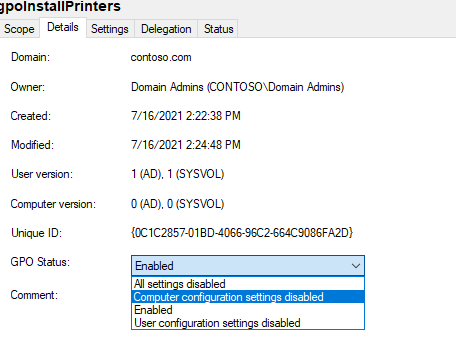 gpoInstallPrinters
Scope Details Settings Delegation Status
Domain: contoso.com
Owner: Domain Admins (CONTOSO\Domain Admins)
Created: 7/16/2021 2:22:38 PM
Modified: 7/16/2021 2:24:48 PM
User version: 1 (AD), 1 (SYSVOL)
Computer version: 0 (AD), 0 (SYSVOL)
Unique ID: {0C1C2857-01BD-4066-96C2-664C9086FA2D}
GPO Status: Enabled
All settings disabled
Comment: Computer configuration settings disabled
Enabled
User configuration settings disabled